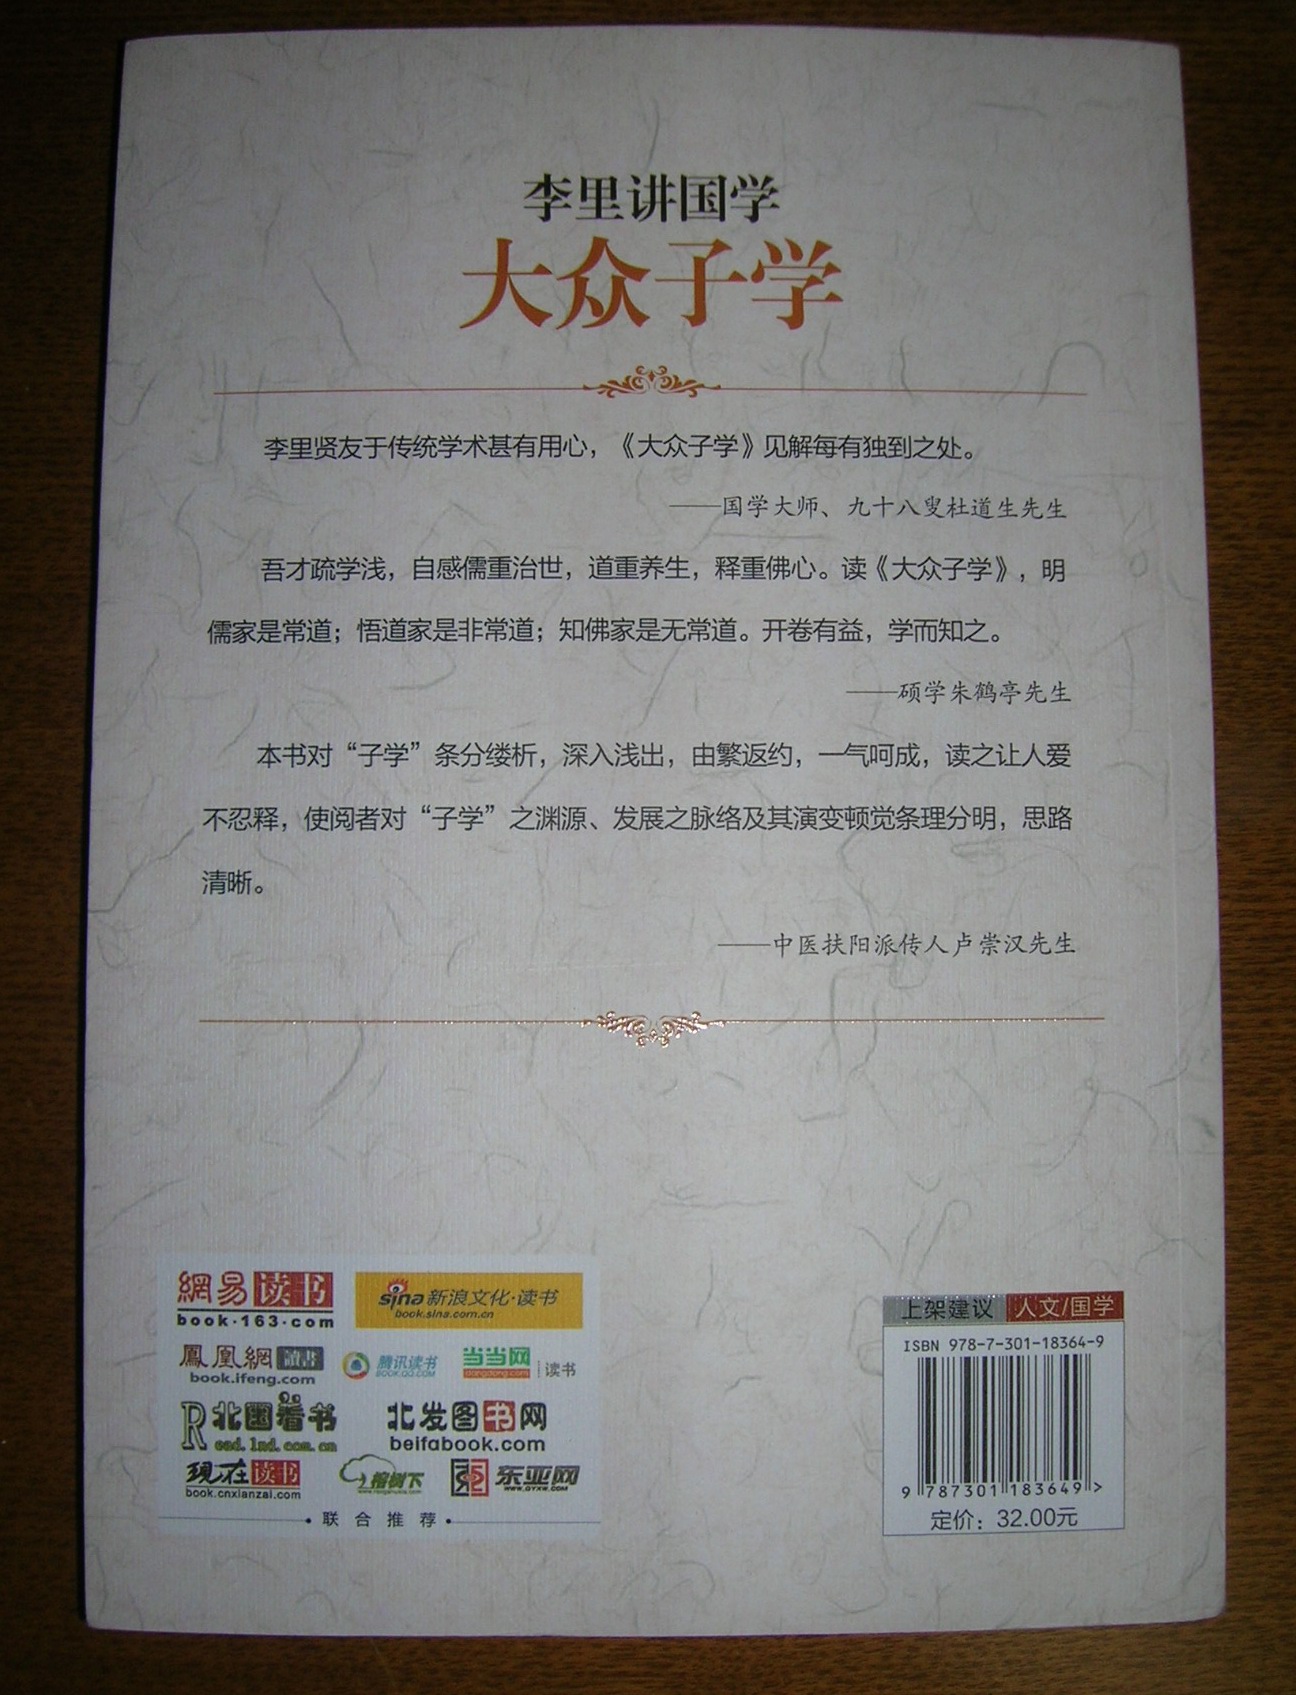 李里讲国学
大众子学
李里贤友于传统学术甚有用心，《大众子学》见解每有独到之处。
——国学大师、九十八叟杜道生先生
吾才疏学浅，自感儒重治世，道重养生，释重佛心。读《大众子学》，明
儒家是常道；悟道家是非常道；知佛家是无常道。开卷有益，学而知之。
——硕学朱鹤亭先生
本书对“子学”条分缕析，深入浅出，由繁返约，一气呵成，读之让人爱
不忍释，使阅者对“子学”之渊源、发展之脉络及其演变顿觉条理分明，思路
清晰。
——中医扶阳派传人卢崇汉先生
網易读书
book·163·com
sina新浪文化·读书
book.sina.com.cn
鳳凰網讀書
book.ifeng.com
腾讯读书
BOOK.QQ.COM
当当网读书
dangdang.com
北国看书
Read.lnd.com.cn
北发图书网
beifabook.com
现在读书
book.cnxianzai.com
榕树下
东亚网
联合推荐
上架建议 人文/国学
ISBN 978-7-301-18364-9
9 787301 183649 >
定价：32.00元